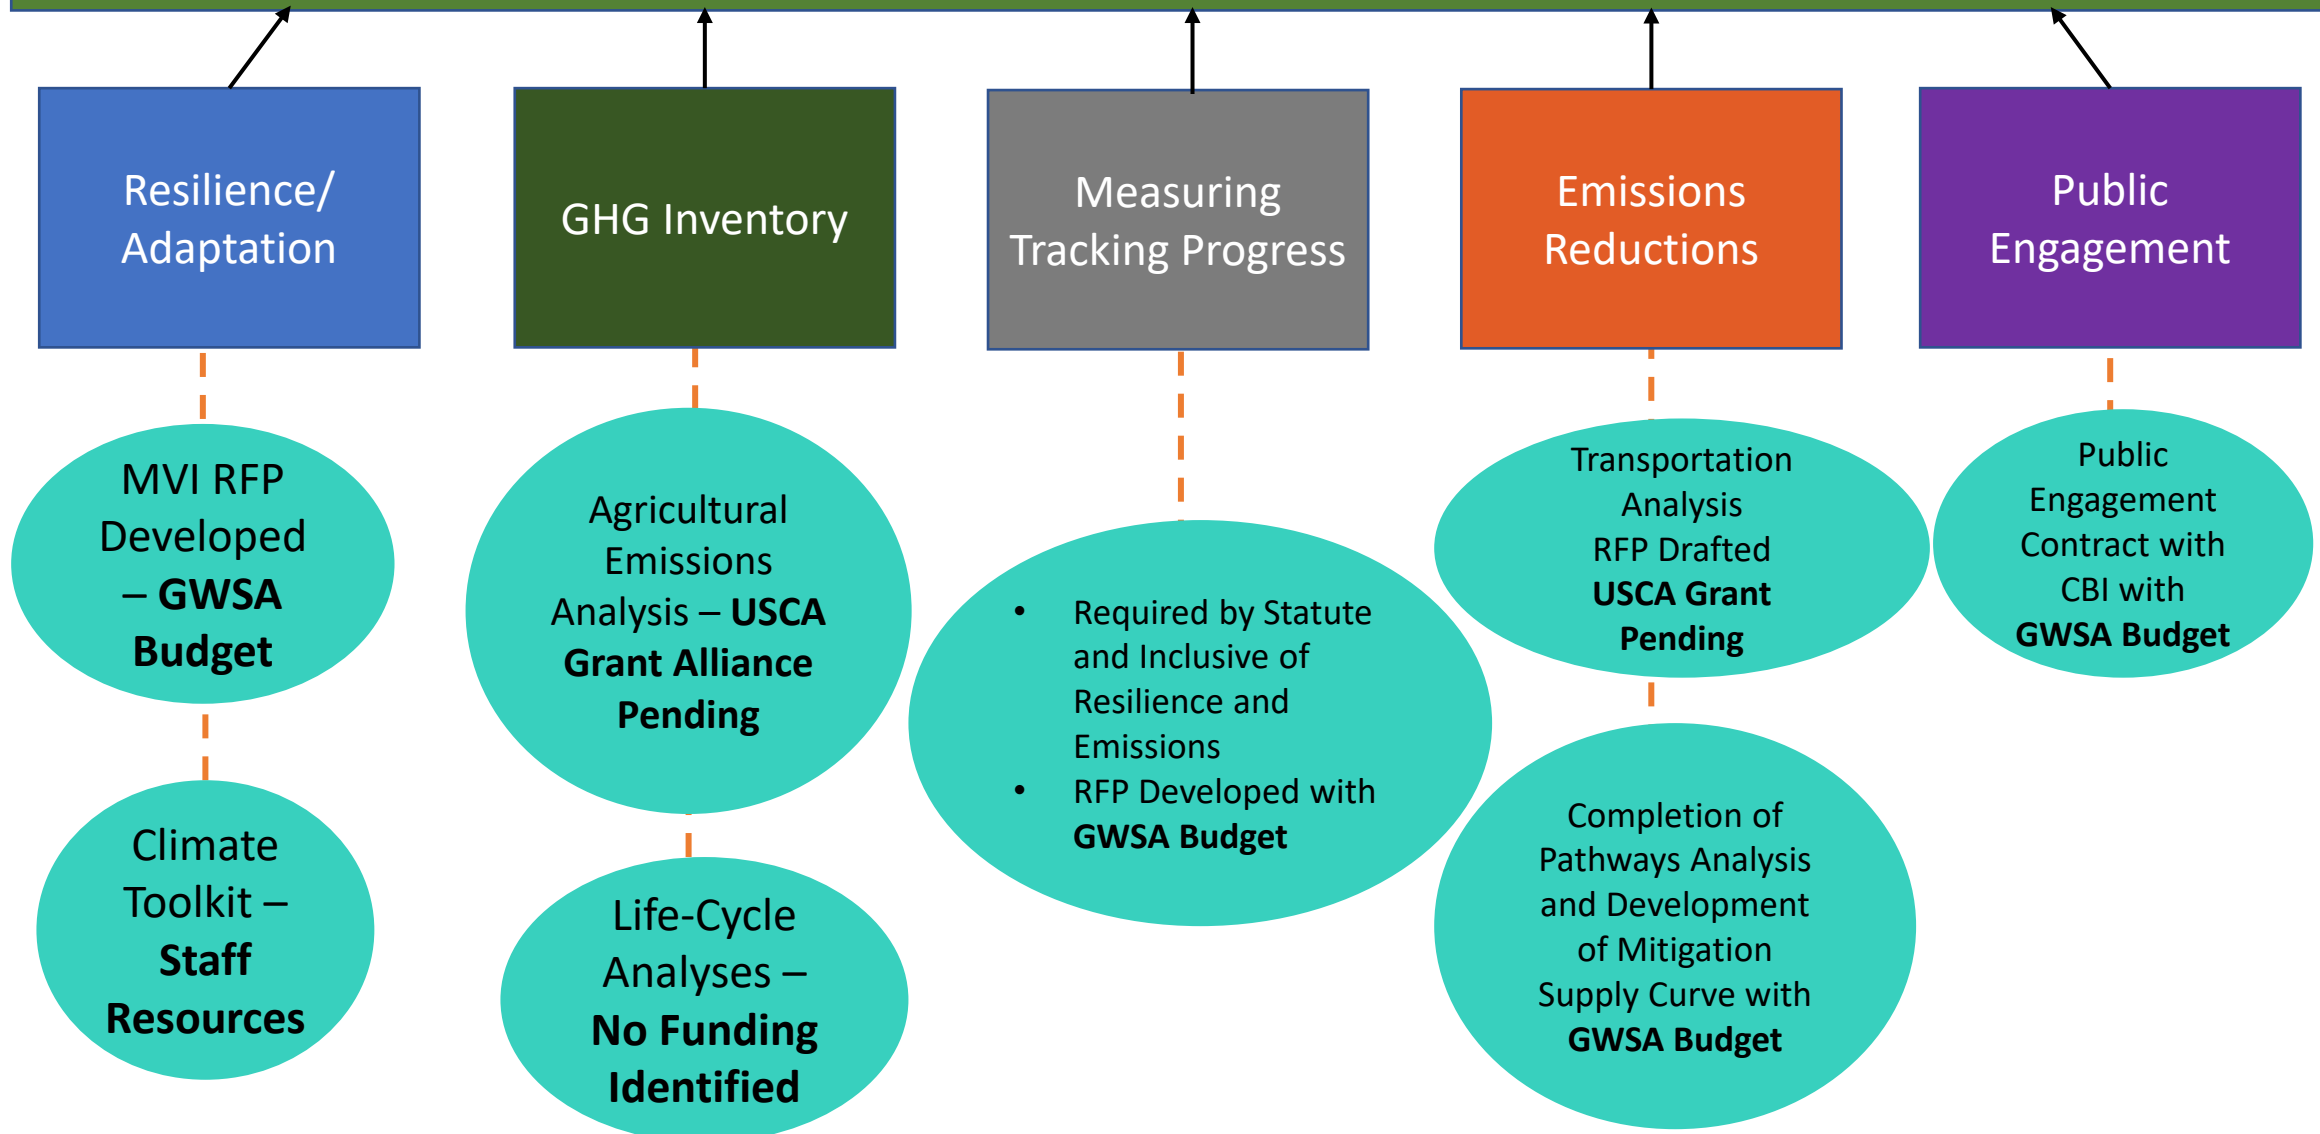 Resilience/
Adaptation
GHG Inventory
Measuring
Tracking Progress
Emissions
Reductions
Public
Engagement
MVI RFP
Developed
– GWSA
Budget
Climate
Toolkit –
Staff
Resources
Agricultural
Emissions
Analysis – USCA
Grant Alliance
Pending
Life-Cycle
Analyses –
No Funding
Identified
• Required by Statute
and Inclusive of
Resilience and
Emissions
• RFP Developed with
GWSA Budget
Transportation
Analysis
RFP Drafted
USCA Grant
Pending
Completion of
Pathways Analysis
and Development
of Mitigation
Supply Curve with
GWSA Budget
Public
Engagement
Contract with
CBI with
GWSA Budget